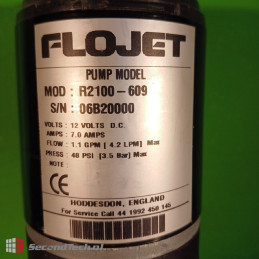 FLOJET
PUMP MODEL
MOD : R2100-609
S/N : 06B20000
VOLTS : 12 VOLTS D.C.
AMPS : 7.0 AMPS
FLOW : 1.1 GPM [ 4.2 LPM] Max
PRESS : 48 PSI [3.5 Bar] Max
NOTE :
HODDESDON, ENGLAND
For Service Call 44 1992 450 145
SecondTech.nl